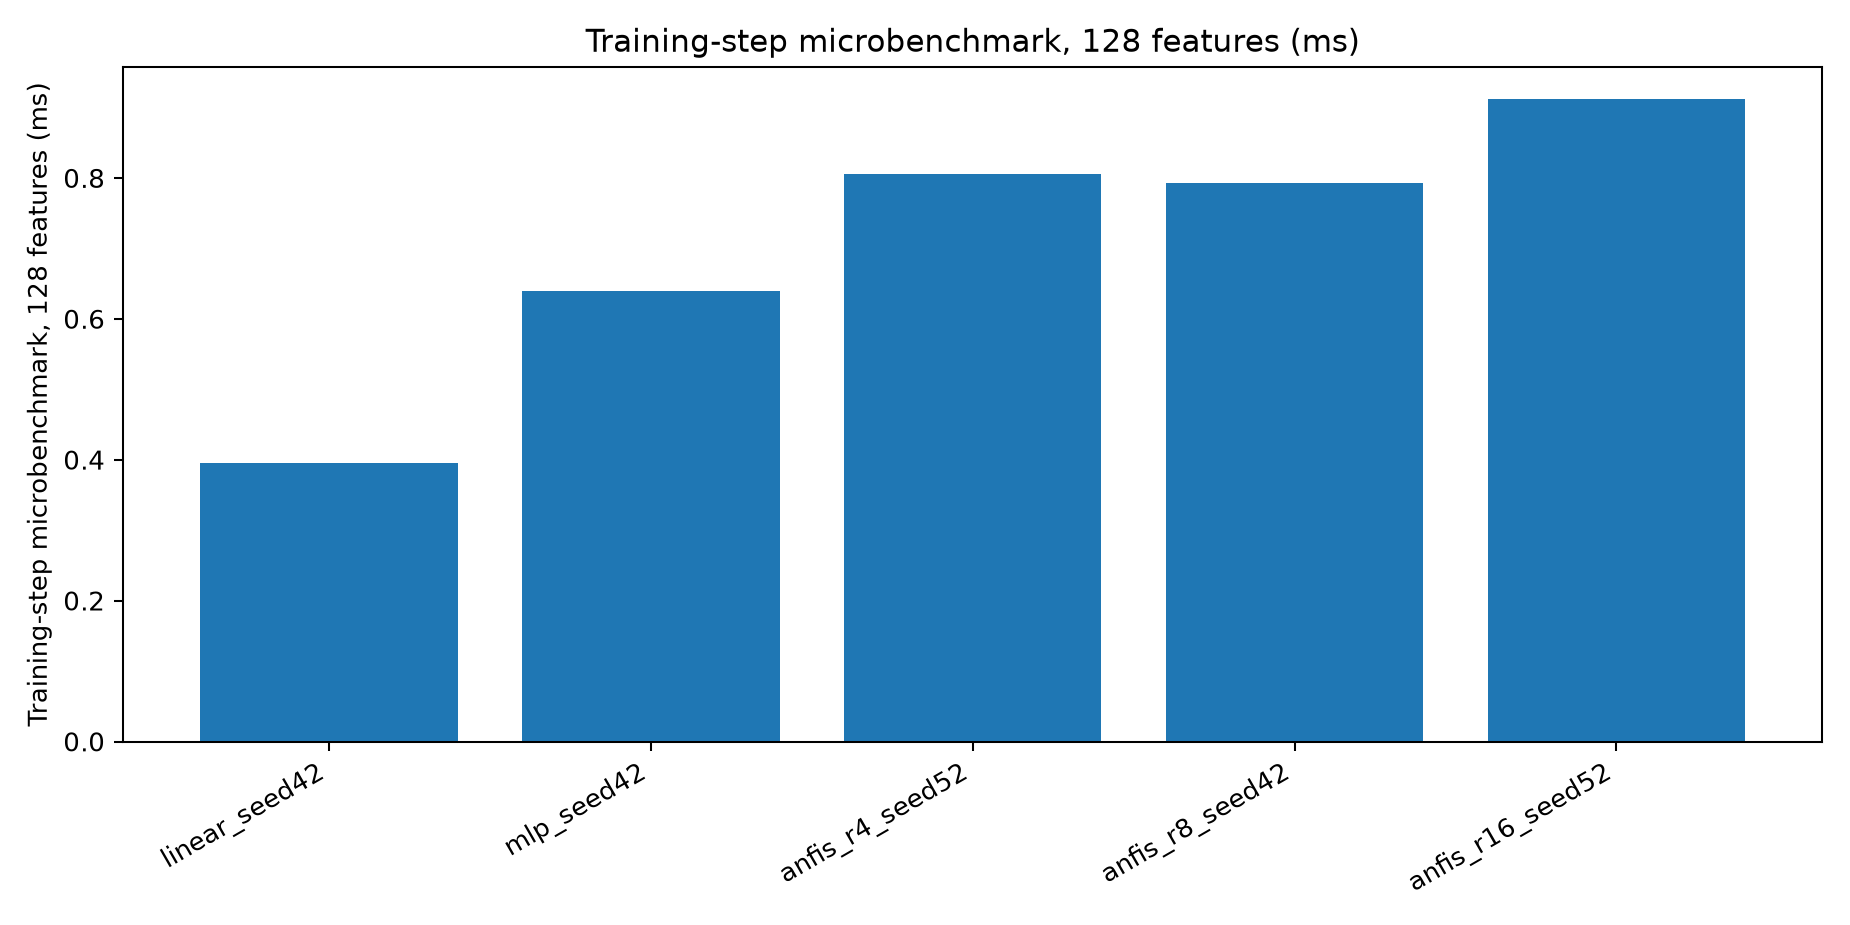 Training-step microbenchmark, 128 features (ms)
Training-step microbenchmark, 128 features (ms)
0.8
0.6
0.4
0.2
0.0
linear_seed42
mlp_seed42
anfis_r4_seed52
anfis_r8_seed42
anfis_r16_seed52